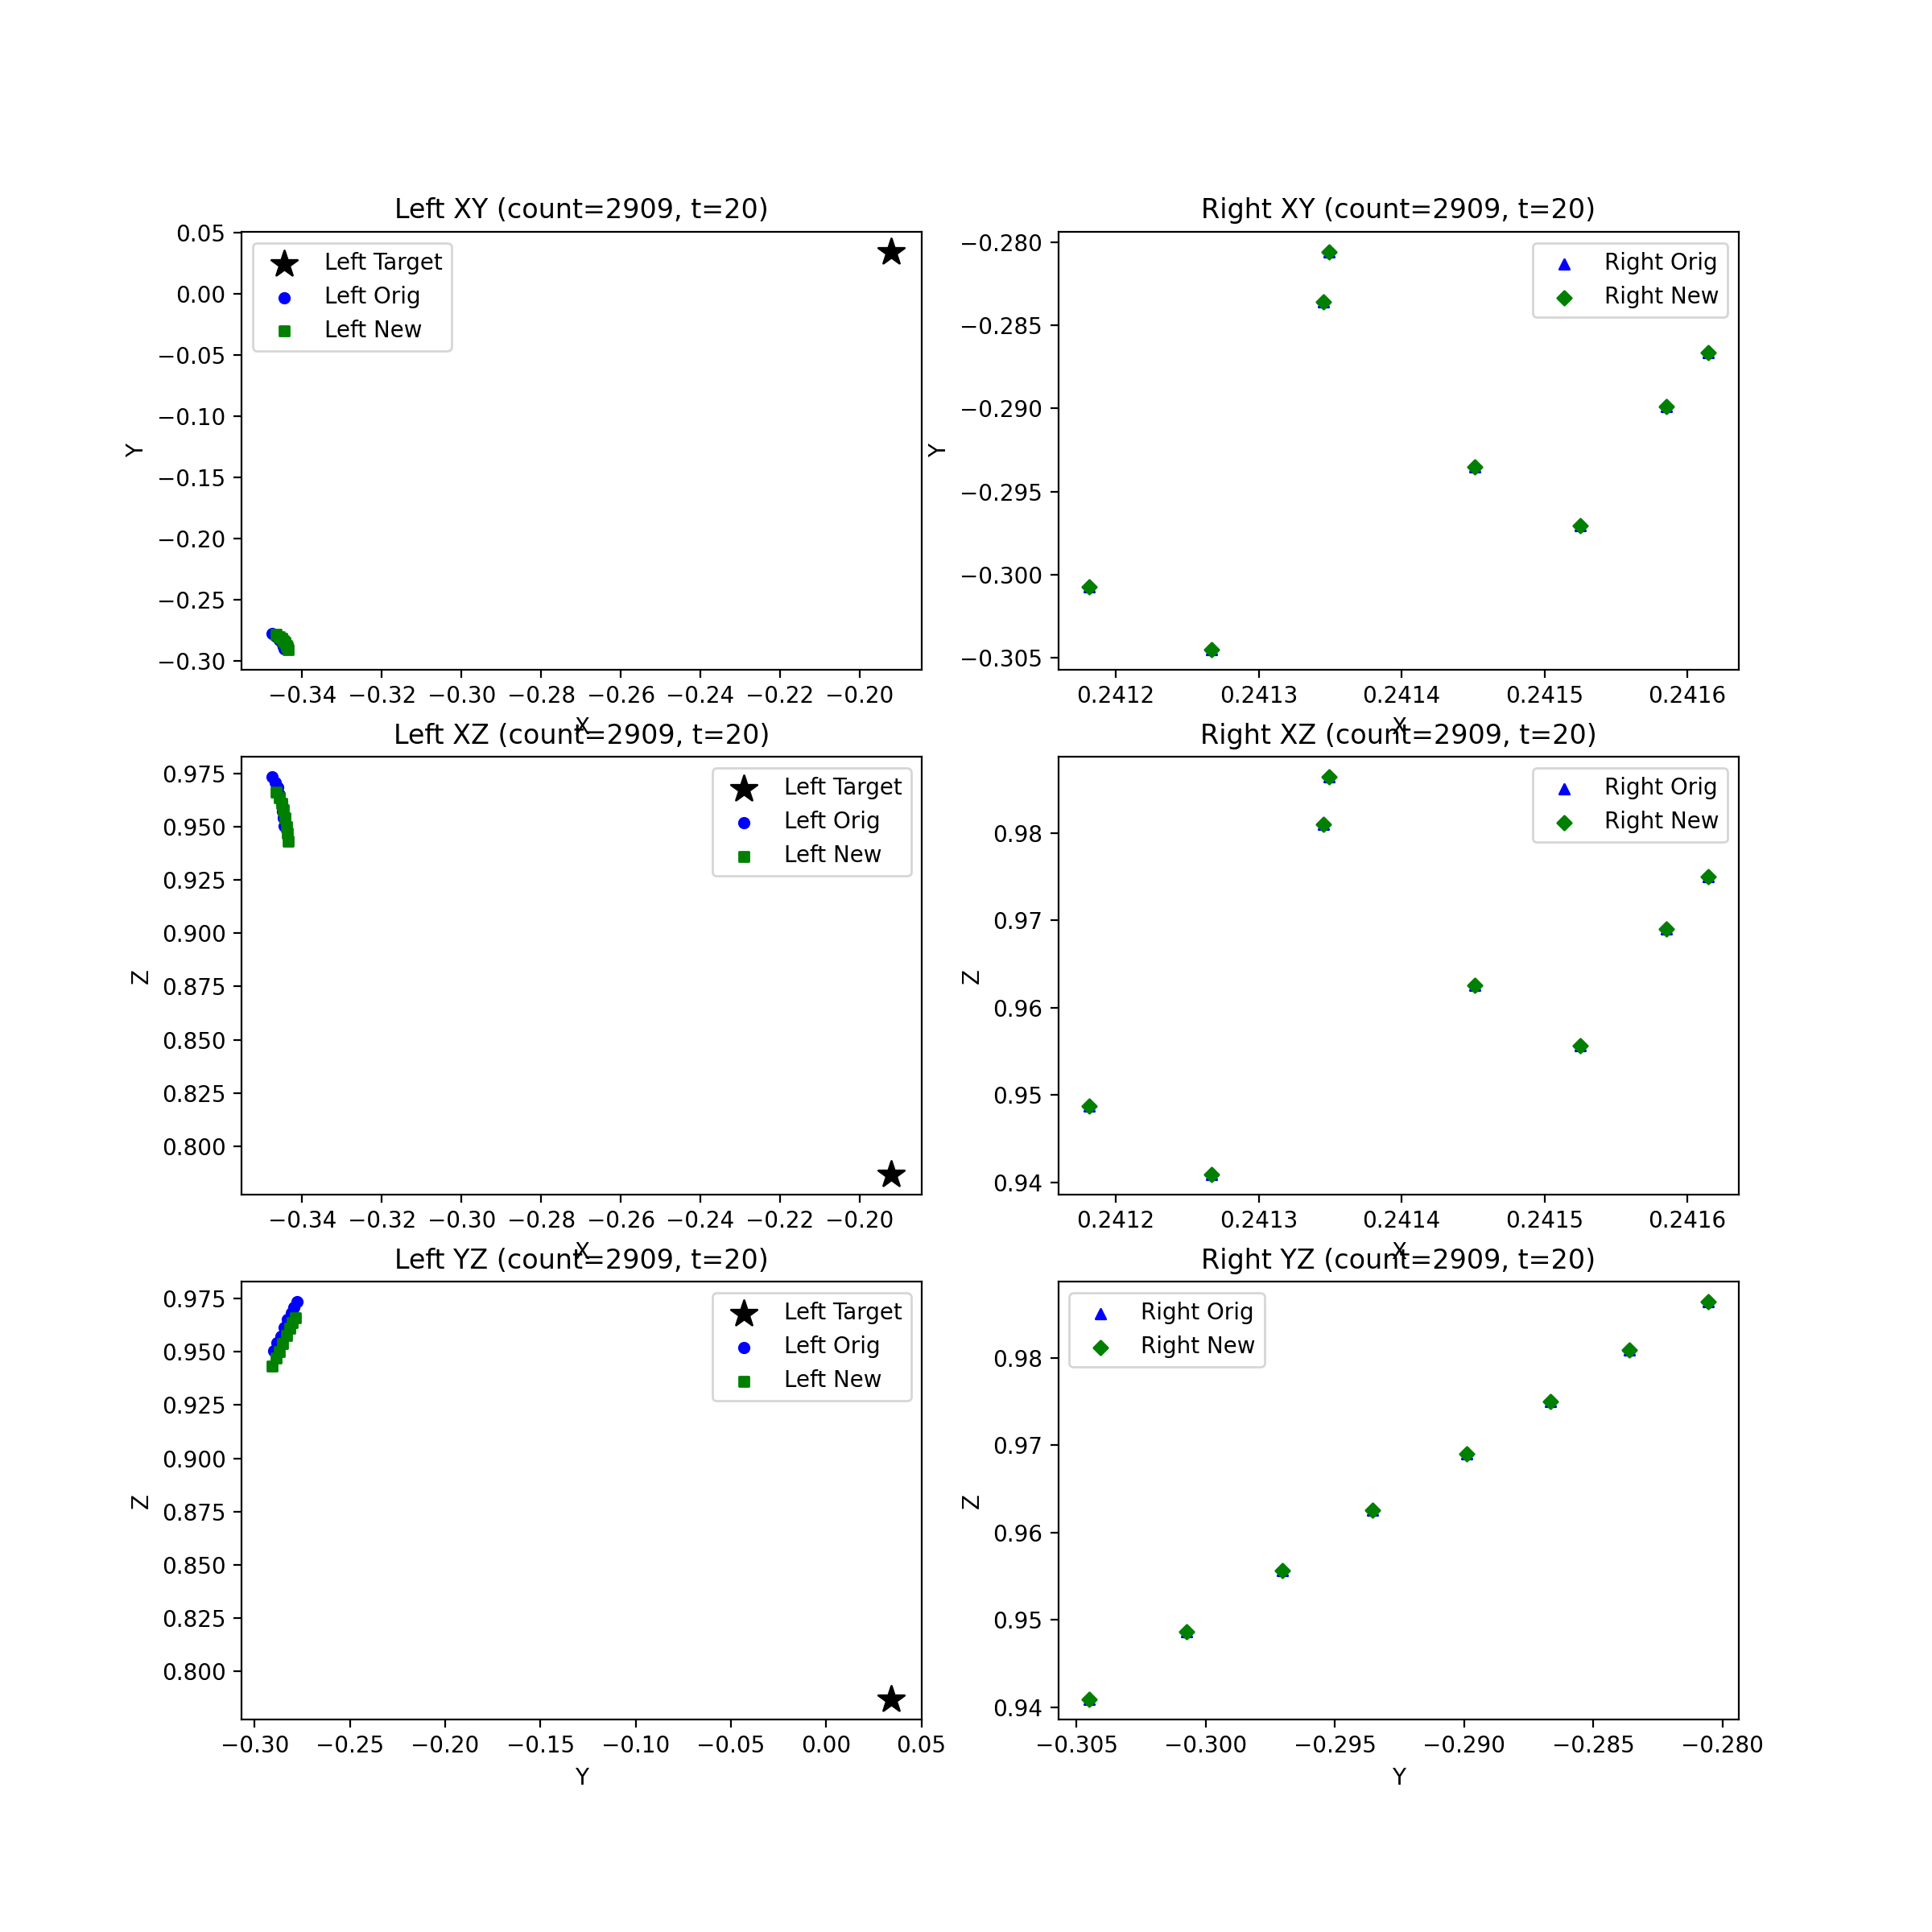 Left XY (count=2909, t=20)
Left Target
Left Orig
Left New
Y
0.05
0.00
−0.05
−0.10
−0.15
−0.20
−0.25
−0.30
−0.34 −0.32 −0.30 −0.28 −0.26 −0.24 −0.22 −0.20
X
Right XY (count=2909, t=20)
Right Orig
Right New
Y
−0.280
−0.285
−0.290
−0.295
−0.300
−0.305
0.2412 0.2413 0.2414 0.2415 0.2416
X
Left XZ (count=2909, t=20)
Left Target
Left Orig
Left New
Z
0.975
0.950
0.925
0.900
0.875
0.850
0.825
0.800
−0.34 −0.32 −0.30 −0.28 −0.26 −0.24 −0.22 −0.20
X
Right XZ (count=2909, t=20)
Right Orig
Right New
Z
0.98
0.97
0.96
0.95
0.94
0.2412 0.2413 0.2414 0.2415 0.2416
X
Left YZ (count=2909, t=20)
Left Target
Left Orig
Left New
Z
0.975
0.950
0.925
0.900
0.875
0.850
0.825
0.800
−0.30 −0.25 −0.20 −0.15 −0.10 −0.05 0.00 0.05
Y
Right YZ (count=2909, t=20)
Right Orig
Right New
Z
0.98
0.97
0.96
0.95
0.94
−0.305 −0.300 −0.295 −0.290 −0.285 −0.280
Y